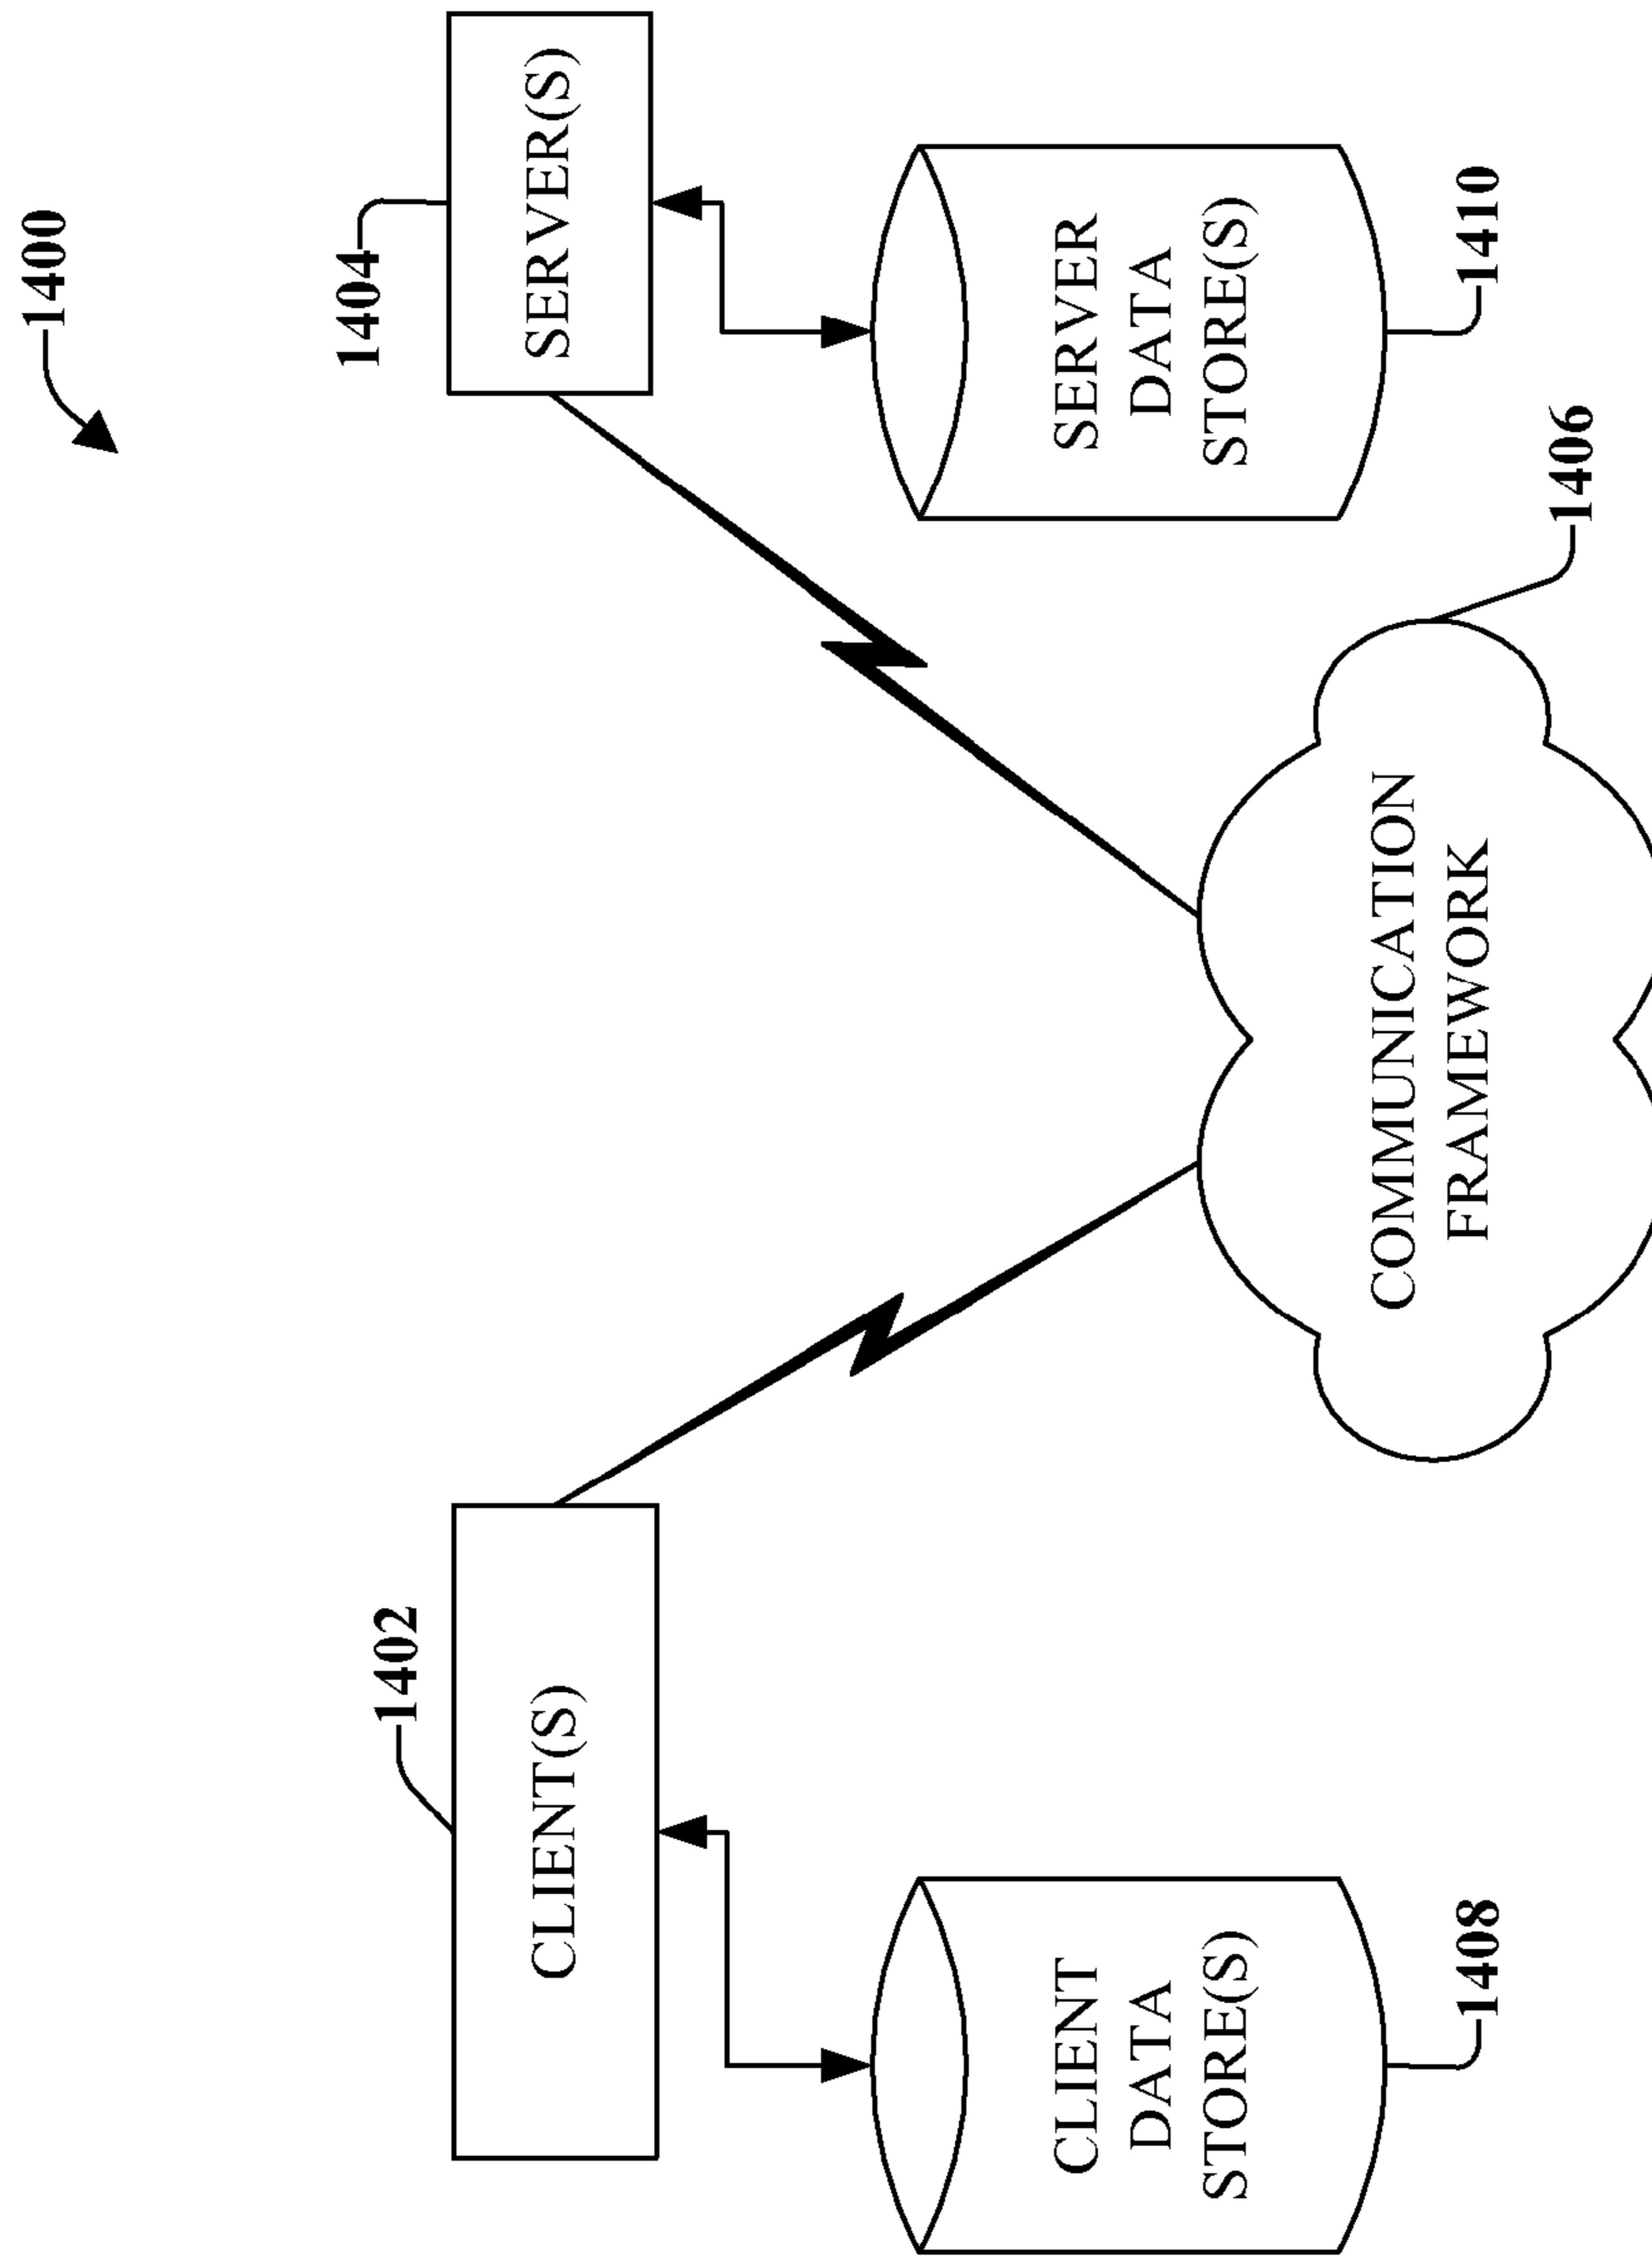 1400
1402
1404
CLIENT(S)
SERVER(S)
CLIENT
DATA
STORE(S)
SERVER
DATA
STORE(S)
COMMUNICATION
FRAMEWORK
1408
1410
1406